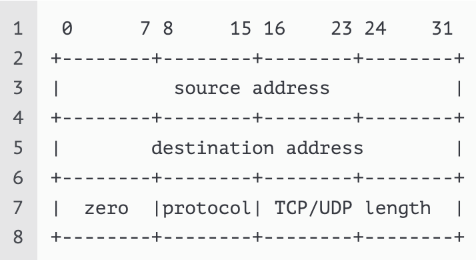 1  0      7 8     15 16    23 24    31
2 +--------+--------+--------+--------+
3 |          source address           |
4 +--------+--------+--------+--------+
5 |        destination address        |
6 +--------+--------+--------+--------+
7 |  zero  |protocol| TCP/UDP length  |
8 +--------+--------+--------+--------+